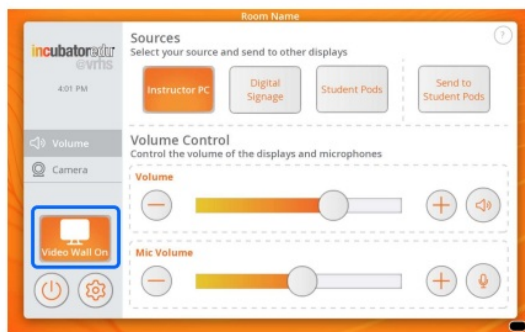 Room Name
incubatoredu
@vrhs
4:01 PM
Volume
Camera
Video Wall On
Sources
Select your source and send to other displays
Instructor PC
Digital
Signage
Student Pods
Send to
Student Pods
?
Volume Control
Control the volume of the displays and microphones
Volume
Mic Volume